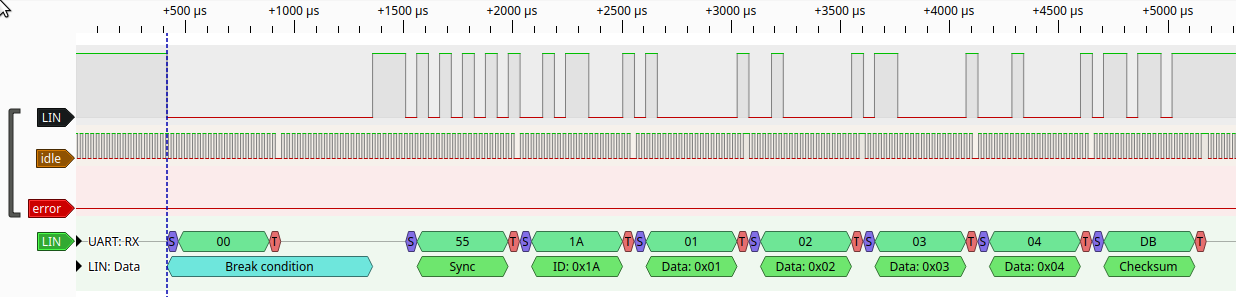 +500 µs +1000 µs +1500 µs +2000 µs +2500 µs +3000 µs +3500 µs +4000 µs +4500 µs +5000 µs
LIN
idle
error
LIN UART: RX S 00 T S 55 T S 1A T S 01 T S 02 T S 03 T S 04 T S DB T
LIN: Data Break condition Sync ID: 0x1A Data: 0x01 Data: 0x02 Data: 0x03 Data: 0x04 Checksum